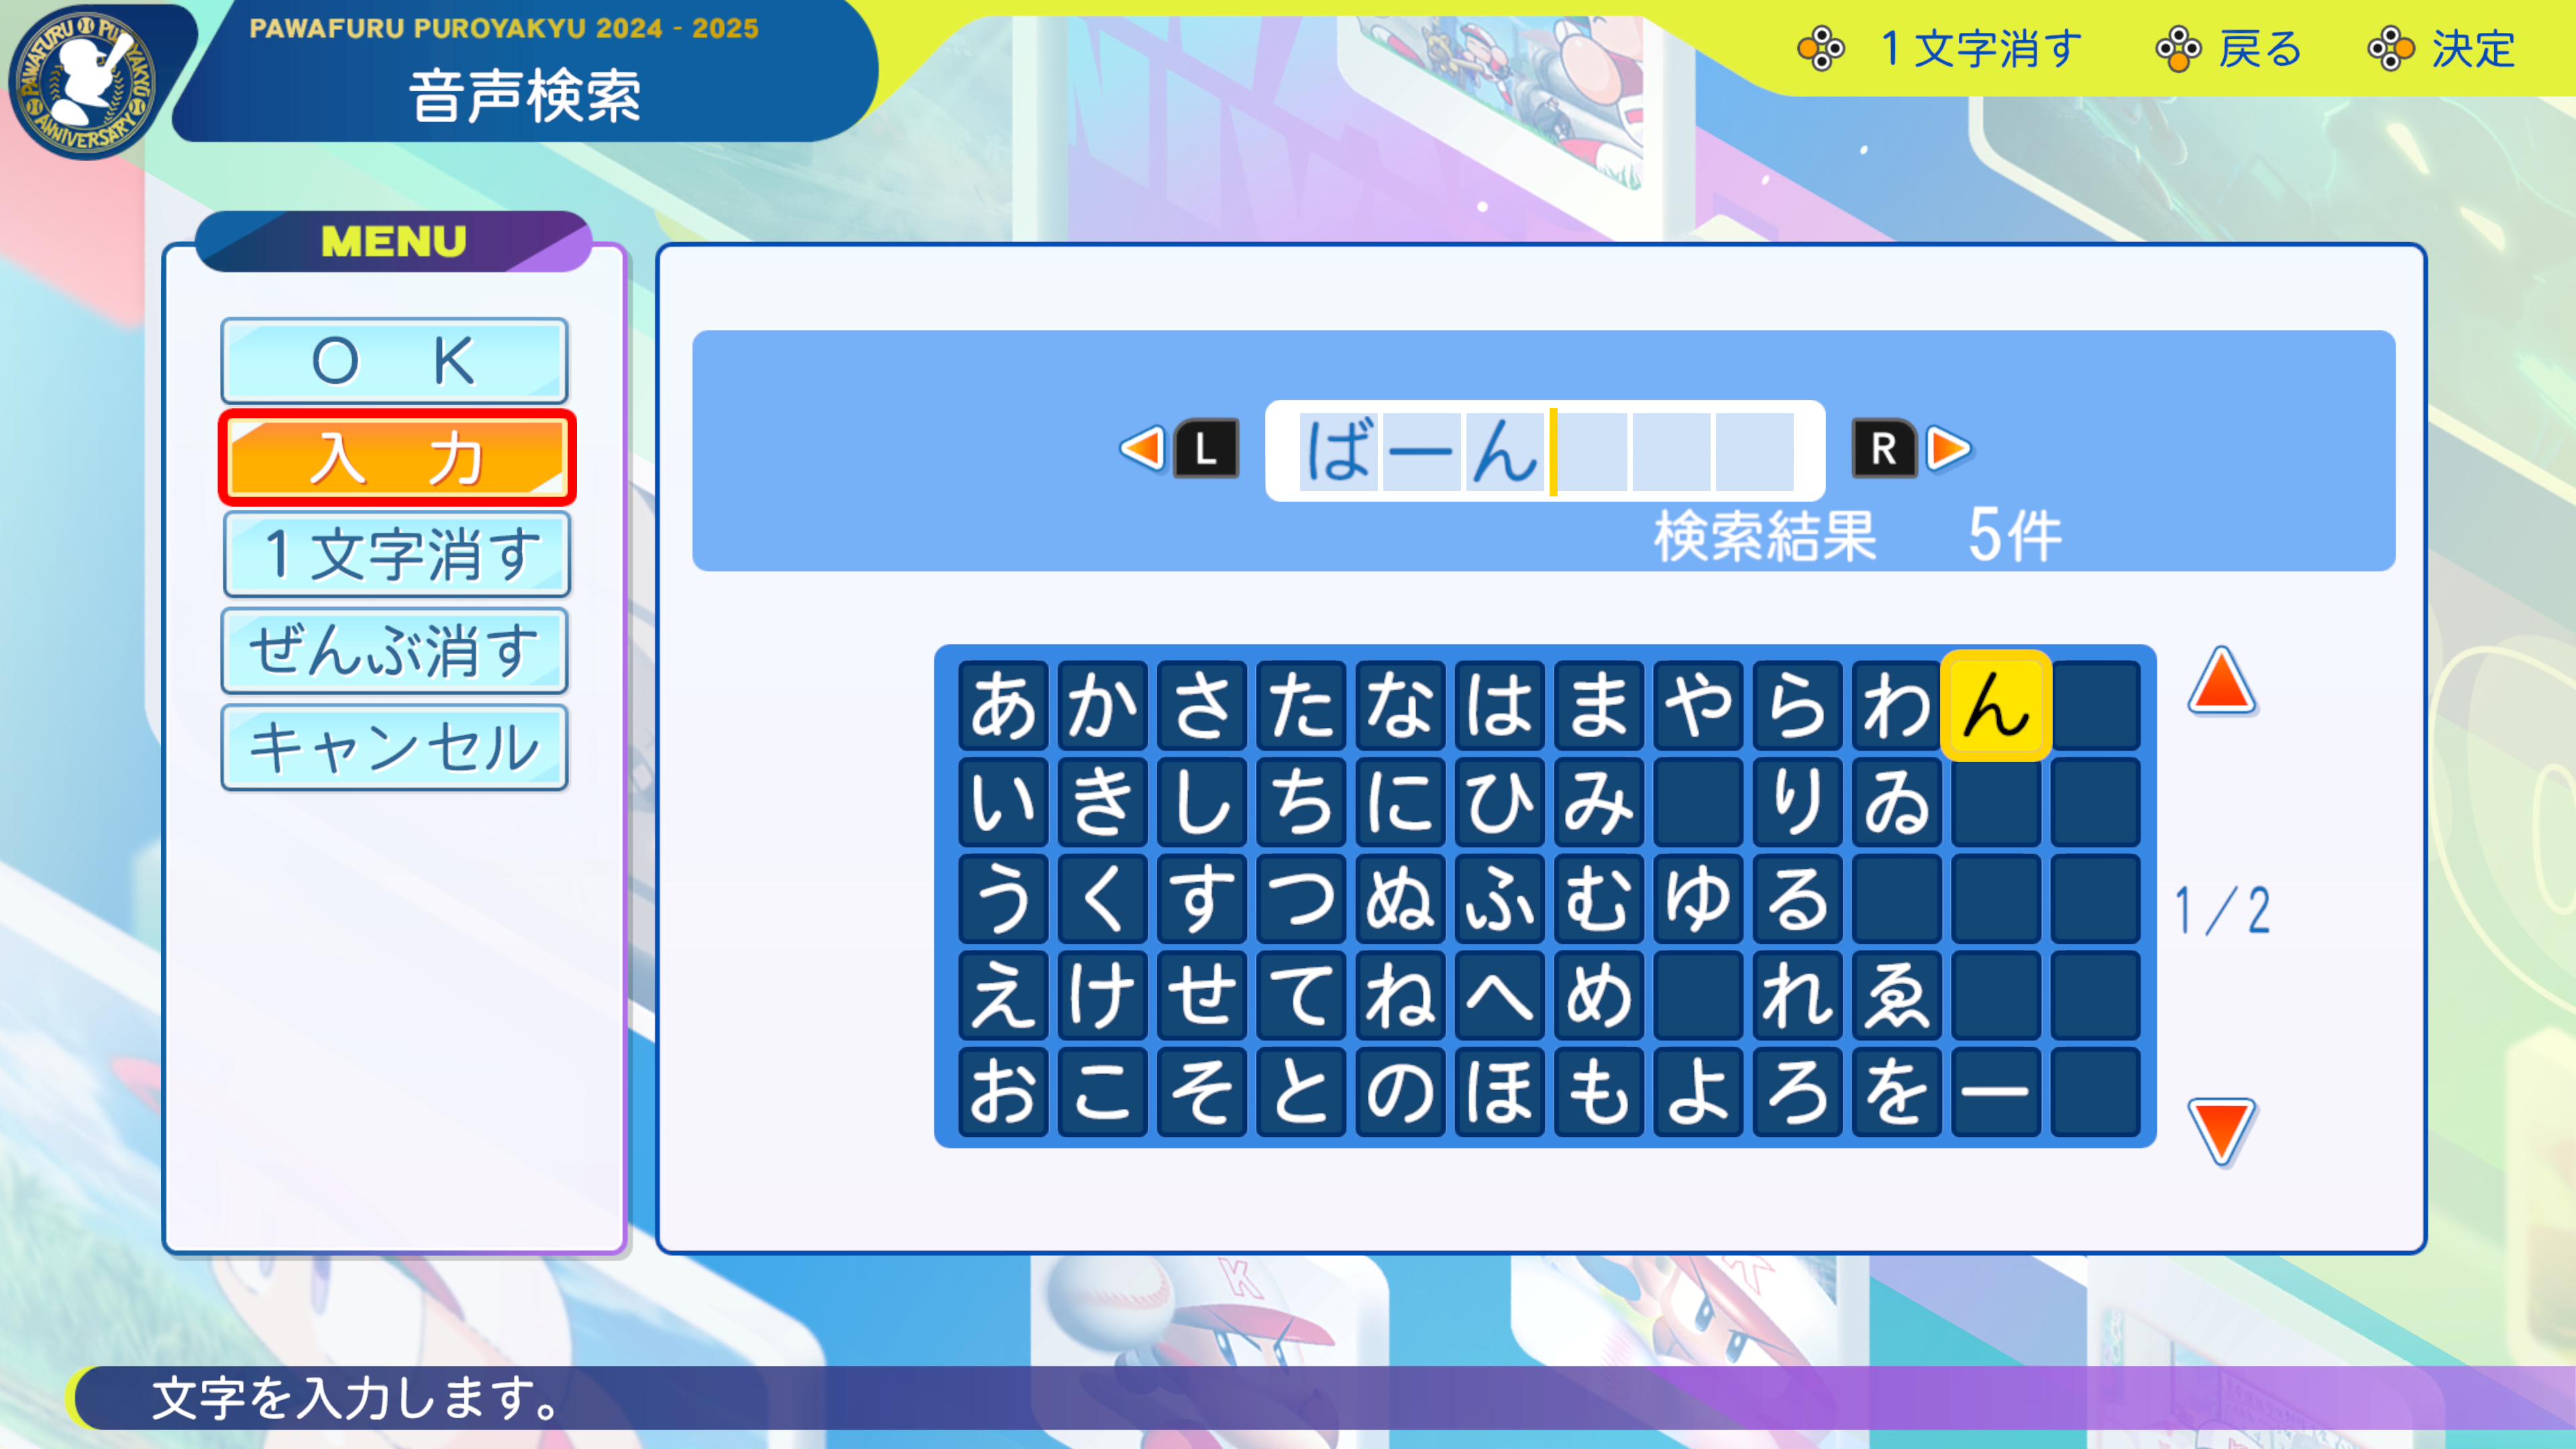 PAWAFURU PUROYAKYU 2024 - 2025
音声検索
PAWAFURU PUROYAKYU
ANNIVERSARY
1文字消す 戻る 決定
MENU
OK
入力
1文字消す
ぜんぶ消す
キャンセル
L ばーん R
検索結果 5件
あ か さ た な は ま や ら わ ん
い き し ち に ひ み り ゐ
う く す つ ぬ ふ む ゆ る
え け せ て ね へ め れ ゑ
お こ そ と の ほ も よ ろ を ー
1/2
K
文字を入力します。